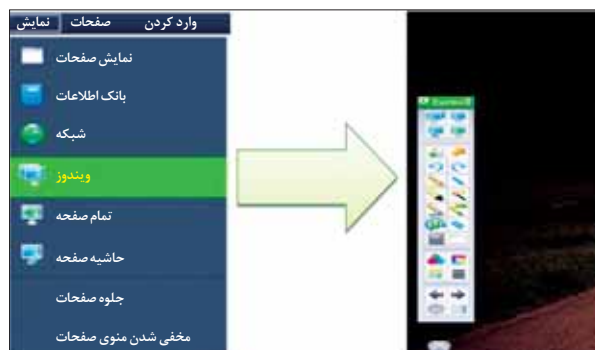 نمایش صفحات وارد کردن
نمایش صفحات
بانک اطلاعات
شبکه
ویندوز
تمام صفحه
حاشیه صفحه
جلوه صفحات
مخفی شدن منوی صفحات